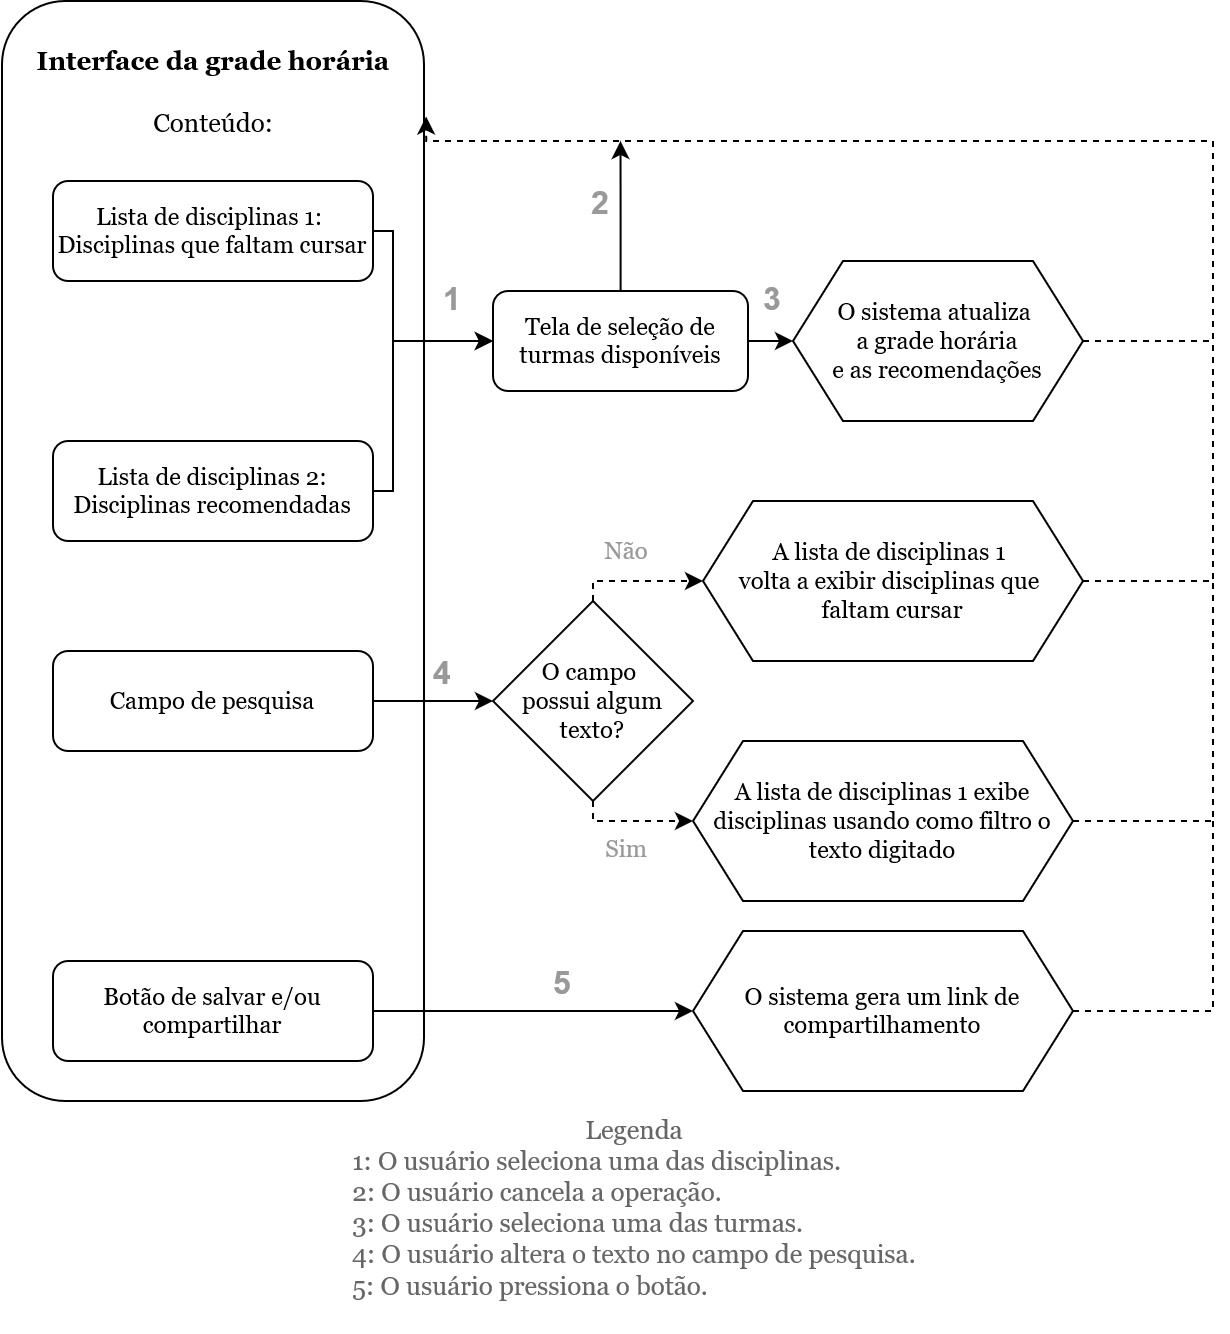 Interface da grade horária
Conteúdo:
Lista de disciplinas 1:
Disciplinas que faltam cursar
Lista de disciplinas 2:
Disciplinas recomendadas
Campo de pesquisa
Botão de salvar e/ou
compartilhar
1
2
Tela de seleção de
turmas disponíveis
3
O sistema atualiza
a grade horária
e as recomendações
4
O campo
possui algum
texto?
Não
A lista de disciplinas 1
volta a exibir disciplinas que
faltam cursar
Sim
A lista de disciplinas 1 exibe
disciplinas usando como filtro o
texto digitado
5
O sistema gera um link de
compartilhamento
Legenda
1: O usuário seleciona uma das disciplinas.
2: O usuário cancela a operação.
3: O usuário seleciona uma das turmas.
4: O usuário altera o texto no campo de pesquisa.
5: O usuário pressiona o botão.